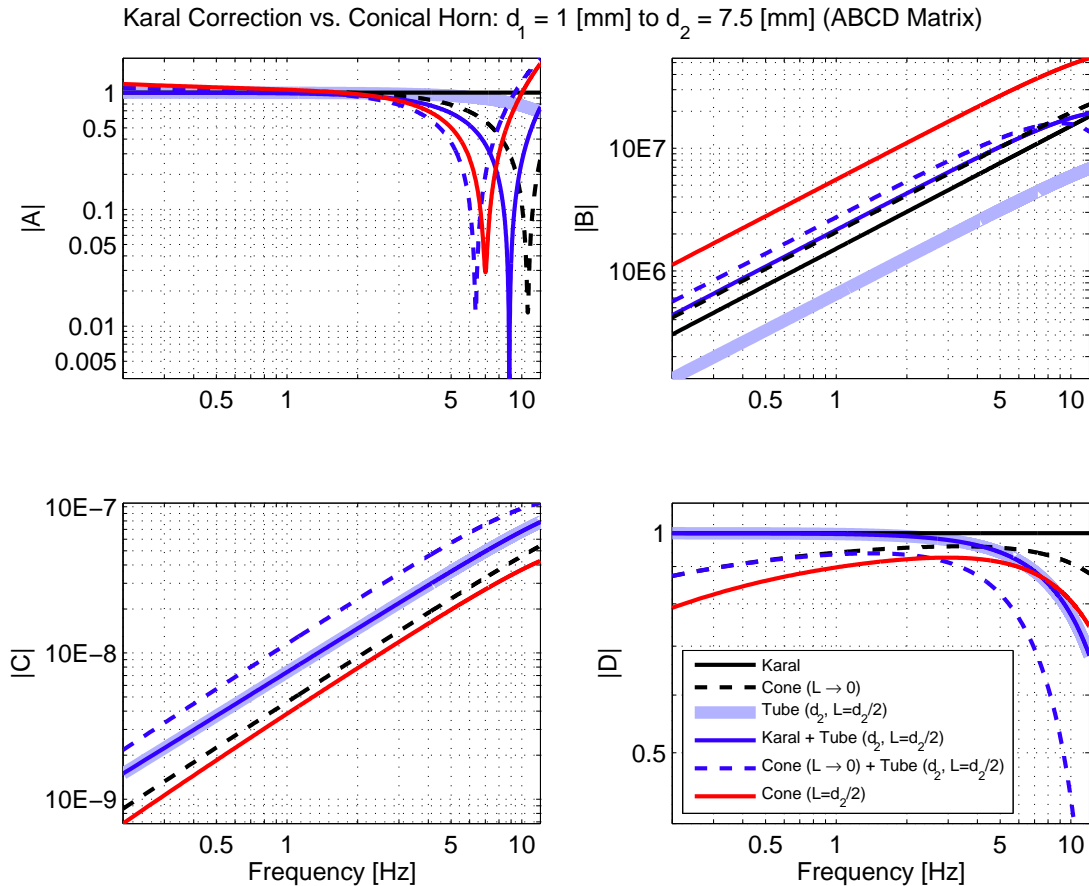 Karal Correction vs. Conical Horn: d₁ = 1 [mm] to d₂ = 7.5 [mm] (ABCD Matrix)
|A|
1
0.5
0.1
0.05
0.01
0.005
0.5 1 5 10
|B|
10E7
10E6
0.5 1 5 10
|C|
10E-7
10E-8
10E-9
0.5 1 5 10
Frequency [Hz]
|D|
1
0.5
0.5 1 5 10
Frequency [Hz]
Karal
Cone (L → 0)
Tube (d₂, L=d₂/2)
Karal + Tube (d₂, L=d₂/2)
Cone (L → 0) + Tube (d₂, L=d₂/2)
Cone (L=d₂/2)